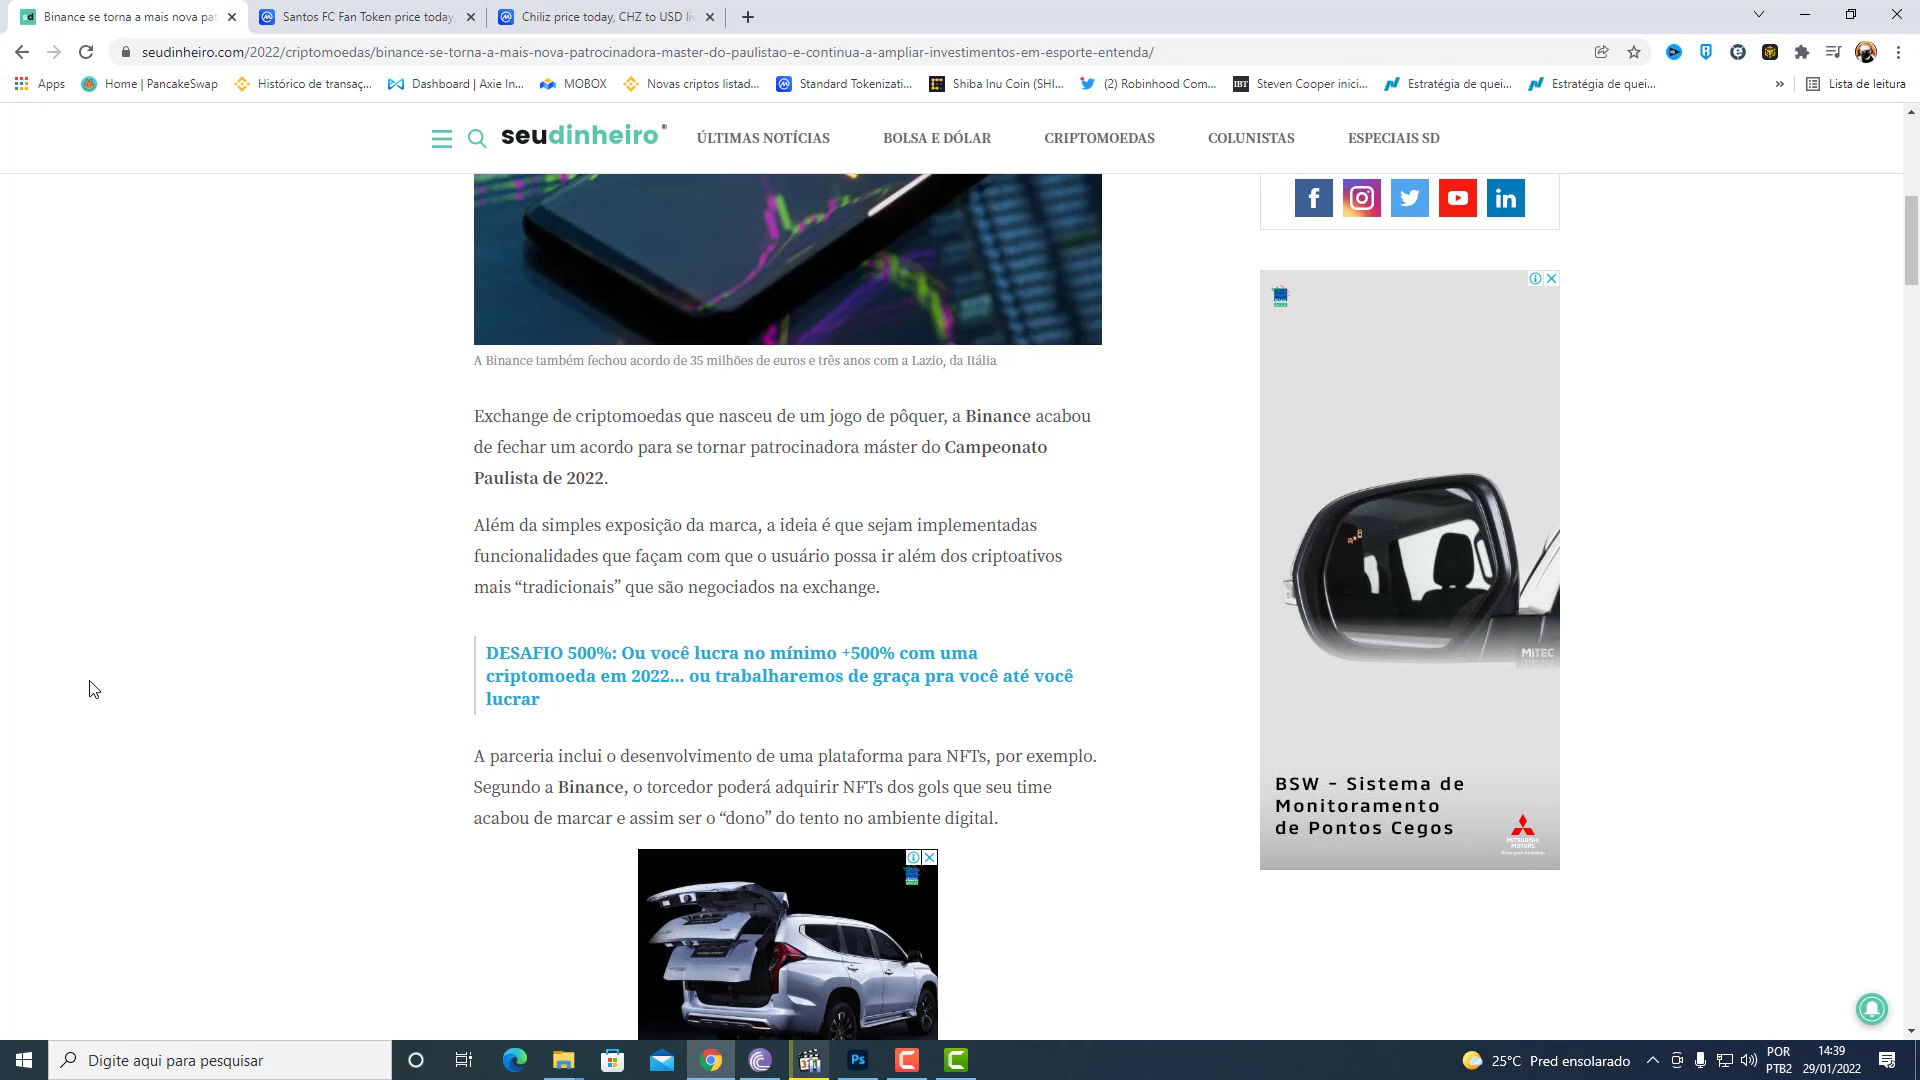 Binance se torna a mais nova pat
Santos FC Fan Token price today,
Chiliz price today, CHZ to USD li
seudinheiro.com/2022/criptomoedas/binance-se-torna-a-mais-nova-patrocinadora-master-do-paulistao-e-continua-a-ampliar-investimentos-em-esporte-entenda/
Apps
Home | PancakeSwap
Histórico de transaç...
Dashboard | Axie In...
MOBOX
Novas criptos listad...
Standard Tokenizati...
Shiba Inu Coin (SHI...
(2) Robinhood Com...
Steven Cooper inici...
Estratégia de quei...
Estratégia de quei...
»
Lista de leitura
seudinheiro
ÚLTIMAS NOTÍCIAS
BOLSA E DÓLAR
CRIPTOMOEDAS
COLUNISTAS
ESPECIAIS SD
A Binance também fechou acordo de 35 milhões de euros e três anos com a Lazio, da Itália
Exchange de criptomoedas que nasceu de um jogo de pôquer, a Binance acabou
de fechar um acordo para se tornar patrocinadora máster do Campeonato
Paulista de 2022.
Além da simples exposição da marca, a ideia é que sejam implementadas
funcionalidades que façam com que o usuário possa ir além dos criptoativos
mais “tradicionais” que são negociados na exchange.
DESAFIO 500%: Ou você lucra no mínimo +500% com uma
criptomoeda em 2022... ou trabalharemos de graça pra você até você
lucrar
A parceria inclui o desenvolvimento de uma plataforma para NFTs, por exemplo.
Segundo a Binance, o torcedor poderá adquirir NFTs dos gols que seu time
acabou de marcar e assim ser o “dono” do tento no ambiente digital.
MiTEC
BSW - Sistema de
Monitoramento
de Pontos Cegos
MITSUBISHI
MOTORS
Digite aqui para pesquisar
Ps
25°C Pred ensolarado
POR
PTB2
14:39
29/01/2022